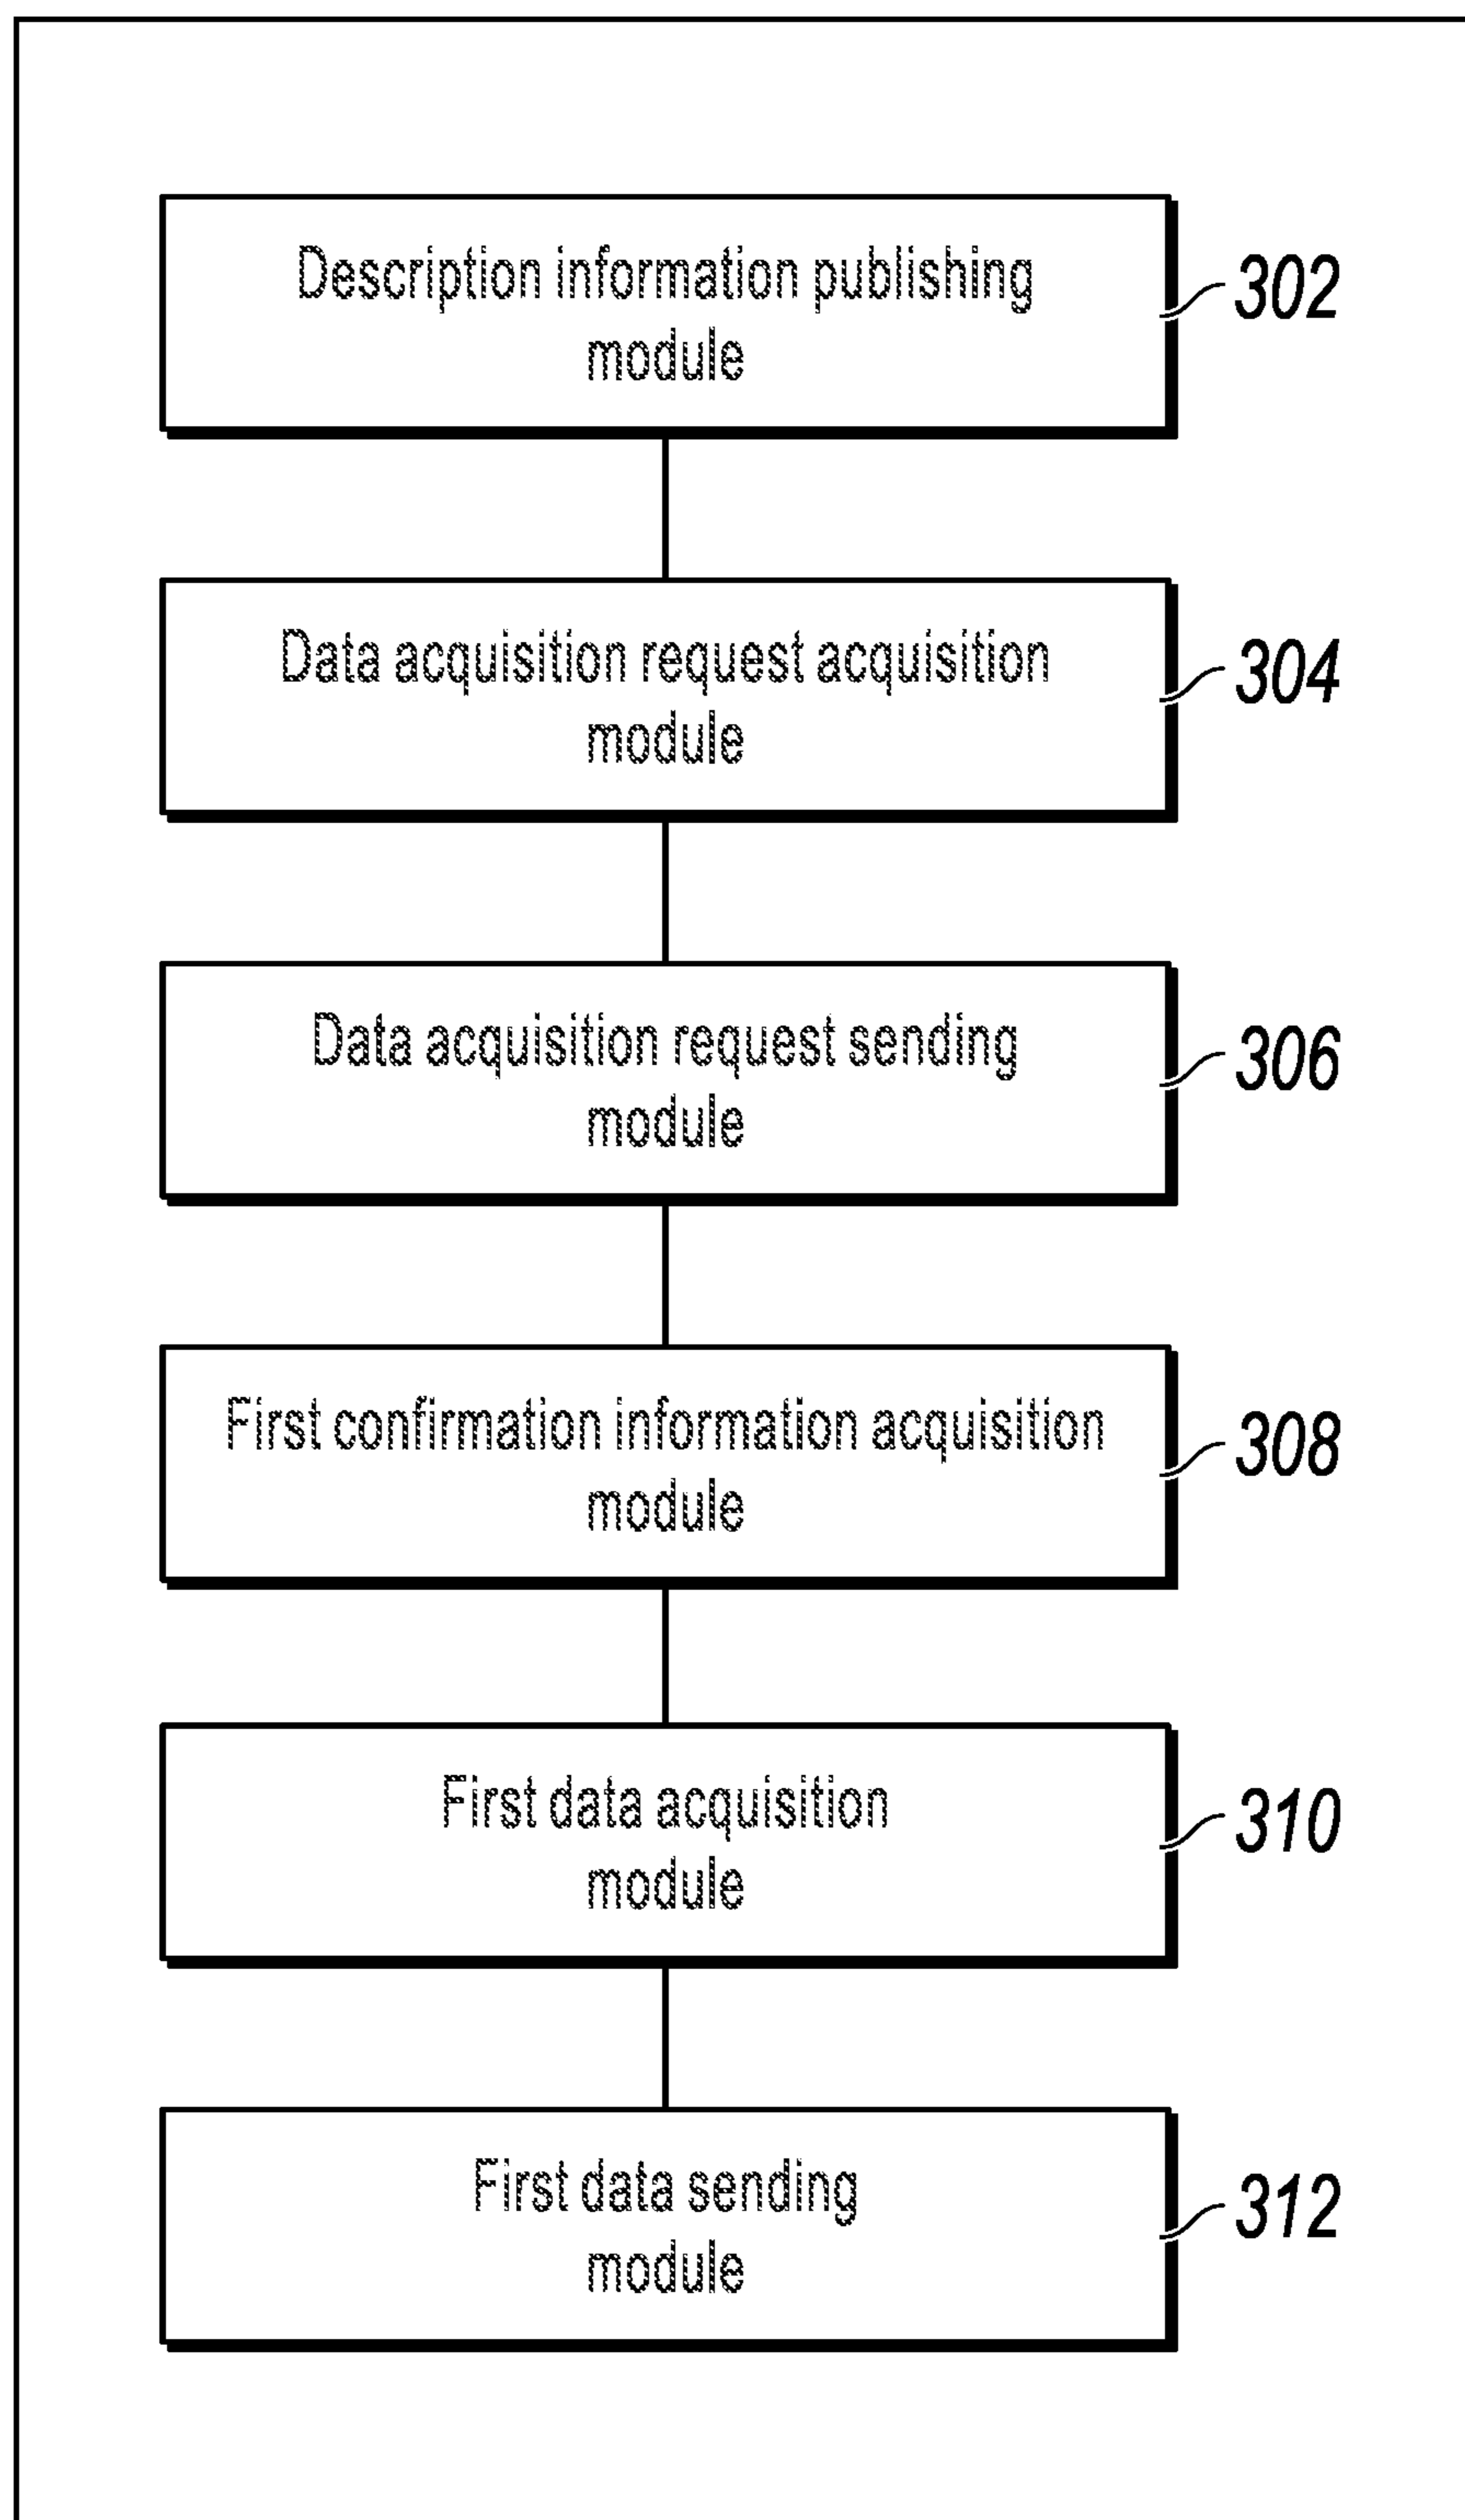 Description information publishing
module
302
Data acquisition request acquisition
module
304
Data acquisition request sending
module
306
First confirmation information acquisition
module
308
First data acquisition
module
310
First data sending
module
312